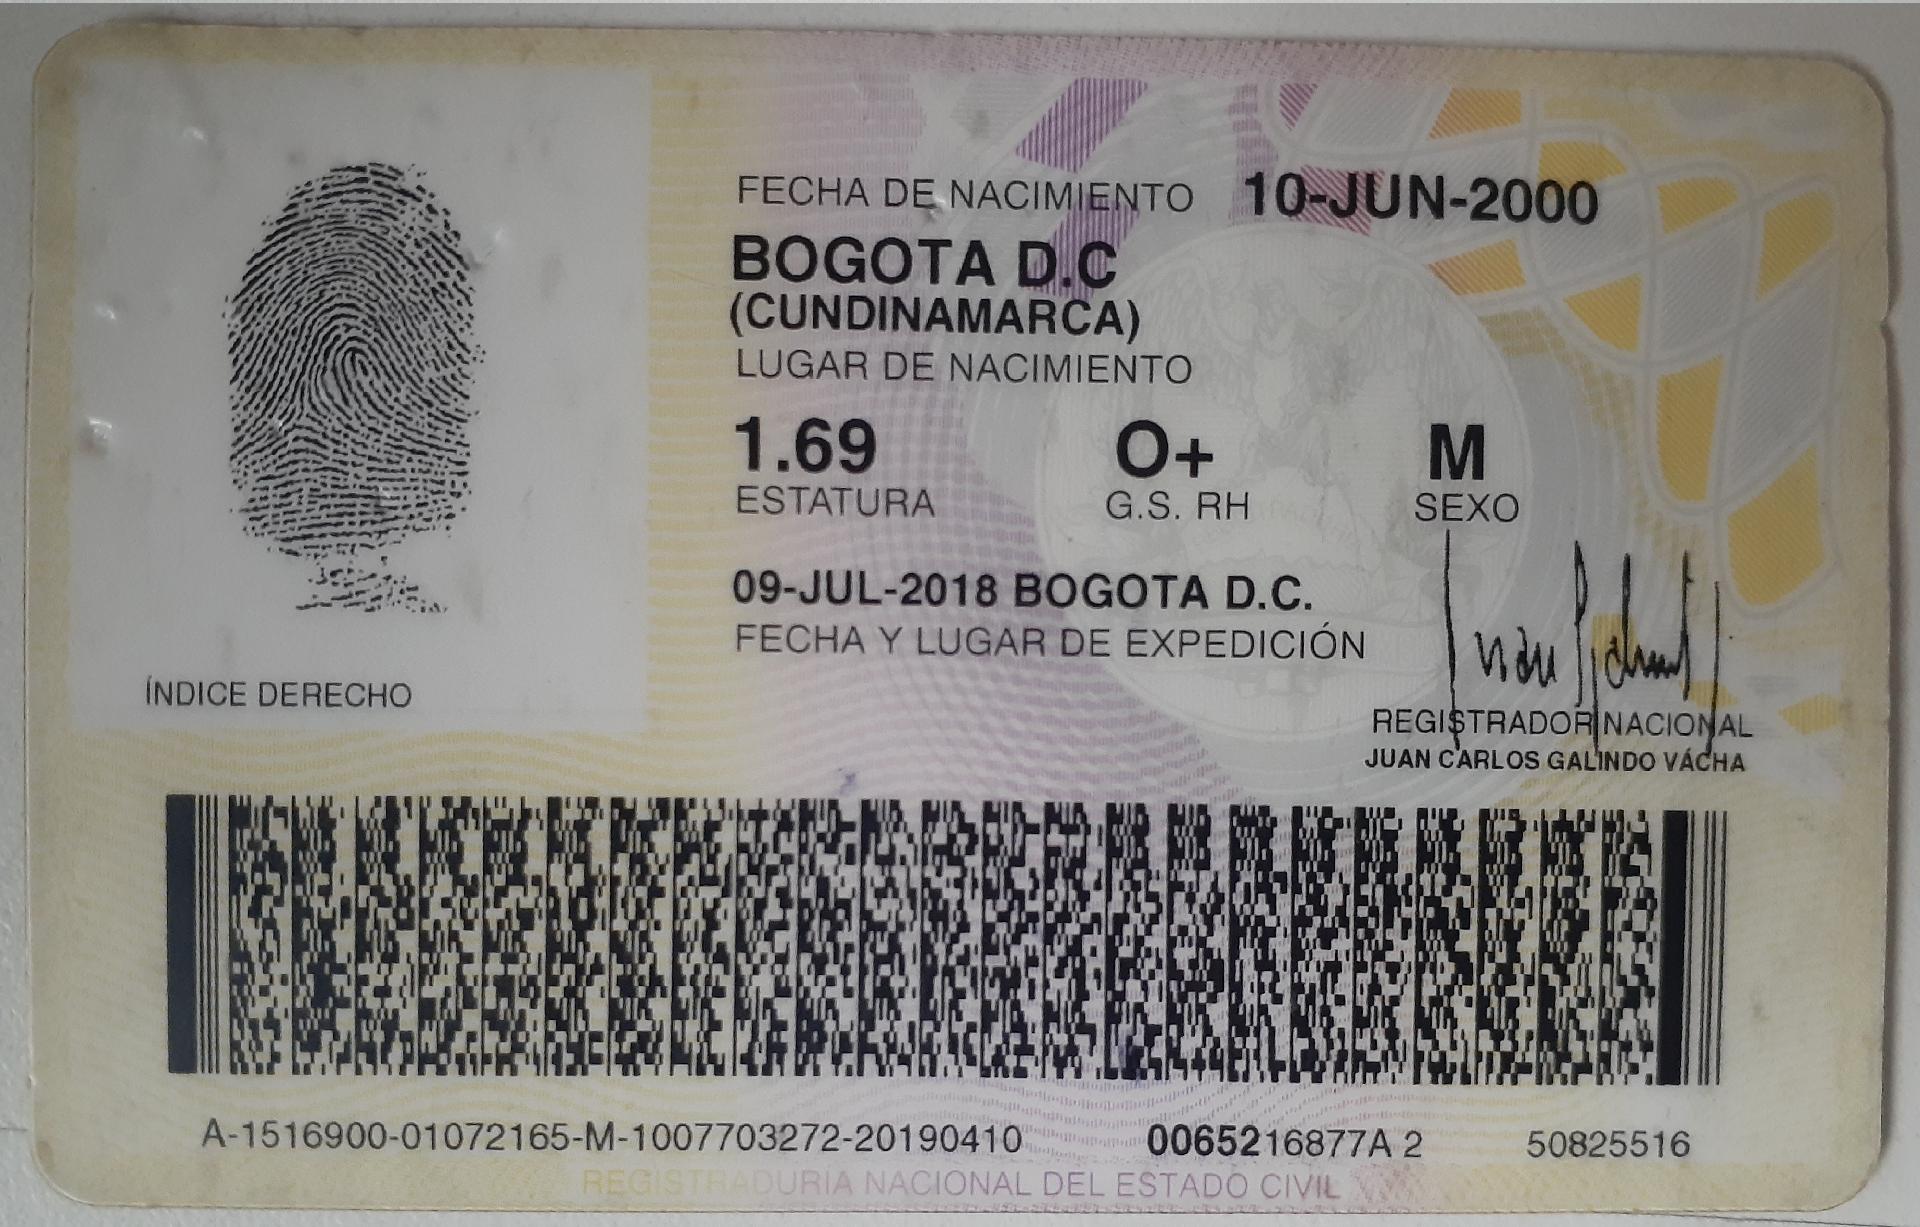 FECHA DE NACIMIENTO 10-JUN-2000
BOGOTA D.C
(CUNDINAMARCA)
LUGAR DE NACIMIENTO
1.69 O+ M
ESTATURA G.S. RH SEXO
09-JUL-2018 BOGOTA D.C.
FECHA Y LUGAR DE EXPEDICIÓN
ÍNDICE DERECHO
REGISTRADOR NACIONAL
JUAN CARLOS GALINDO VÁCHA
A-1516900-01072165-M-1007703272-20190410 0065216877A 2 50825516
REGISTRADURIA NACIONAL DEL ESTADO CIVIL